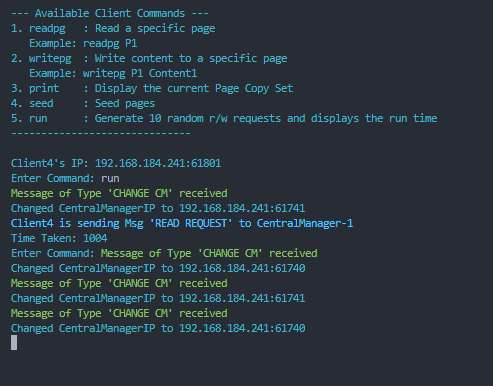 --- Available Client Commands ---
1. readpg   : Read a specific page
   Example: readpg P1
2. writepg  : Write content to a specific page
   Example: writepg P1 Content1
3. print    : Display the current Page Copy Set
4. seed     : Seed pages
5. run      : Generate 10 random r/w requests and displays the run time
-------------------------------
Client4's IP: 192.168.184.241:61801
Enter Command: run
Message of Type 'CHANGE CM' received
Changed CentralManagerIP to 192.168.184.241:61741
Client4 is sending Msg 'READ REQUEST' to CentralManager-1
Time Taken: 1004
Enter Command: Message of Type 'CHANGE CM' received
Changed CentralManagerIP to 192.168.184.241:61740
Message of Type 'CHANGE CM' received
Changed CentralManagerIP to 192.168.184.241:61741
Message of Type 'CHANGE CM' received
Changed CentralManagerIP to 192.168.184.241:61740